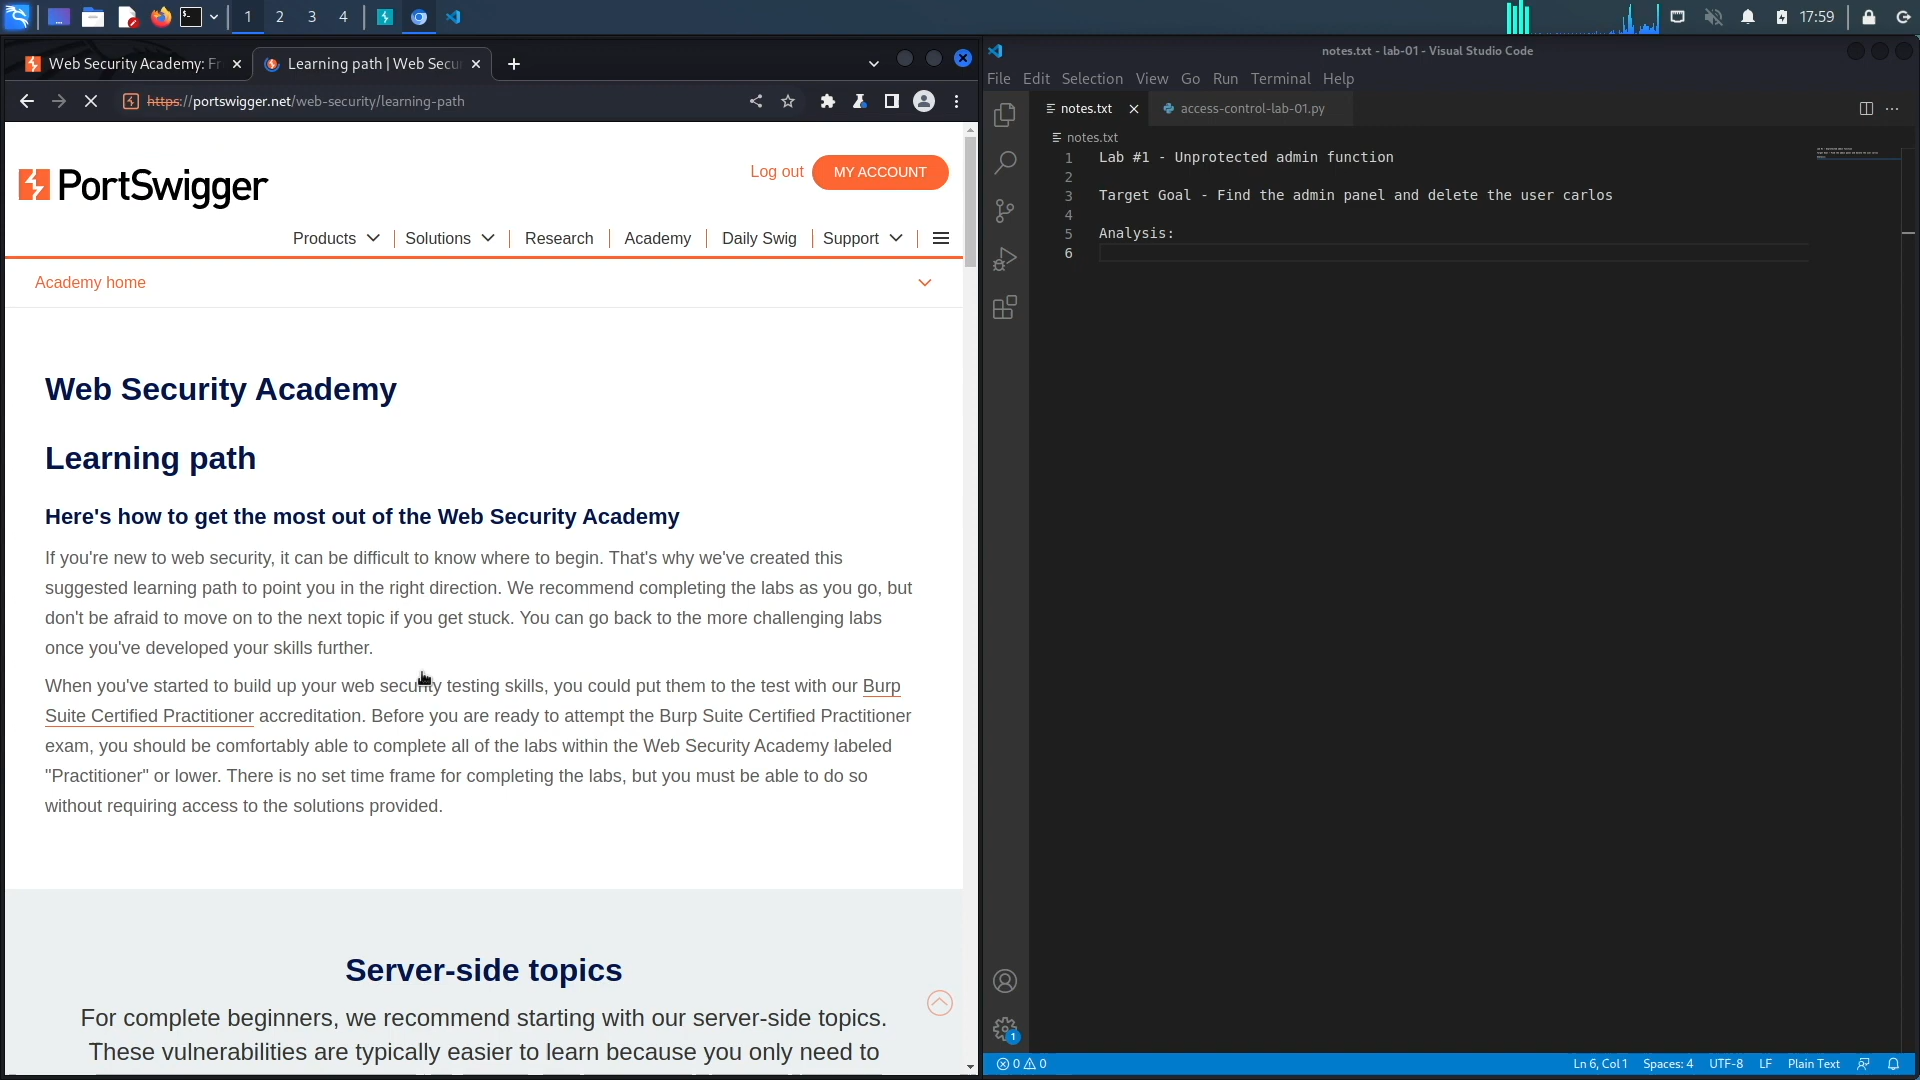 1 2 3 4
17:59
Web Security Academy: Fr
Learning path | Web Secu
https://portswigger.net/web-security/learning-path
PortSwigger
Log out
MY ACCOUNT
Products
Solutions
Research
Academy
Daily Swig
Support
Academy home
Web Security Academy
Learning path
Here's how to get the most out of the Web Security Academy
If you're new to web security, it can be difficult to know where to begin. That's why we've created this
suggested learning path to point you in the right direction. We recommend completing the labs as you go, but
don't be afraid to move on to the next topic if you get stuck. You can go back to the more challenging labs
once you've developed your skills further.
When you've started to build up your web security testing skills, you could put them to the test with our Burp
Suite Certified Practitioner accreditation. Before you are ready to attempt the Burp Suite Certified Practitioner
exam, you should be comfortably able to complete all of the labs within the Web Security Academy labeled
"Practitioner" or lower. There is no set time frame for completing the labs, but you must be able to do so
without requiring access to the solutions provided.
Server-side topics
For complete beginners, we recommend starting with our server-side topics.
These vulnerabilities are typically easier to learn because you only need to
notes.txt - lab-01 - Visual Studio Code
File Edit Selection View Go Run Terminal Help
notes.txt
access-control-lab-01.py
notes.txt
1 Lab #1 - Unprotected admin function
2
3 Target Goal - Find the admin panel and delete the user carlos
4
5 Analysis:
6
1
0 0
Ln 6, Col 1
Spaces: 4
UTF-8
LF
Plain Text